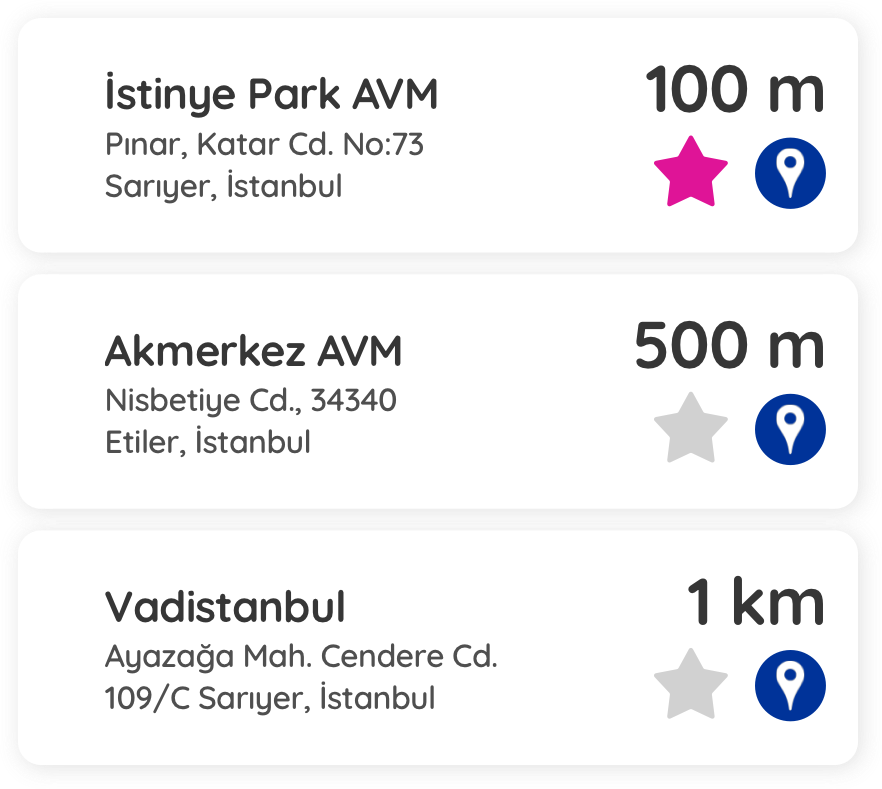 İstinye Park AVM
100 m
Pınar, Katar Cd. No:73
Sarıyer, İstanbul
Akmerkez AVM
500 m
Nisbetiye Cd., 34340
Etiler, İstanbul
Vadistanbul
1 km
Ayazağa Mah. Cendere Cd.
109/C Sarıyer, İstanbul